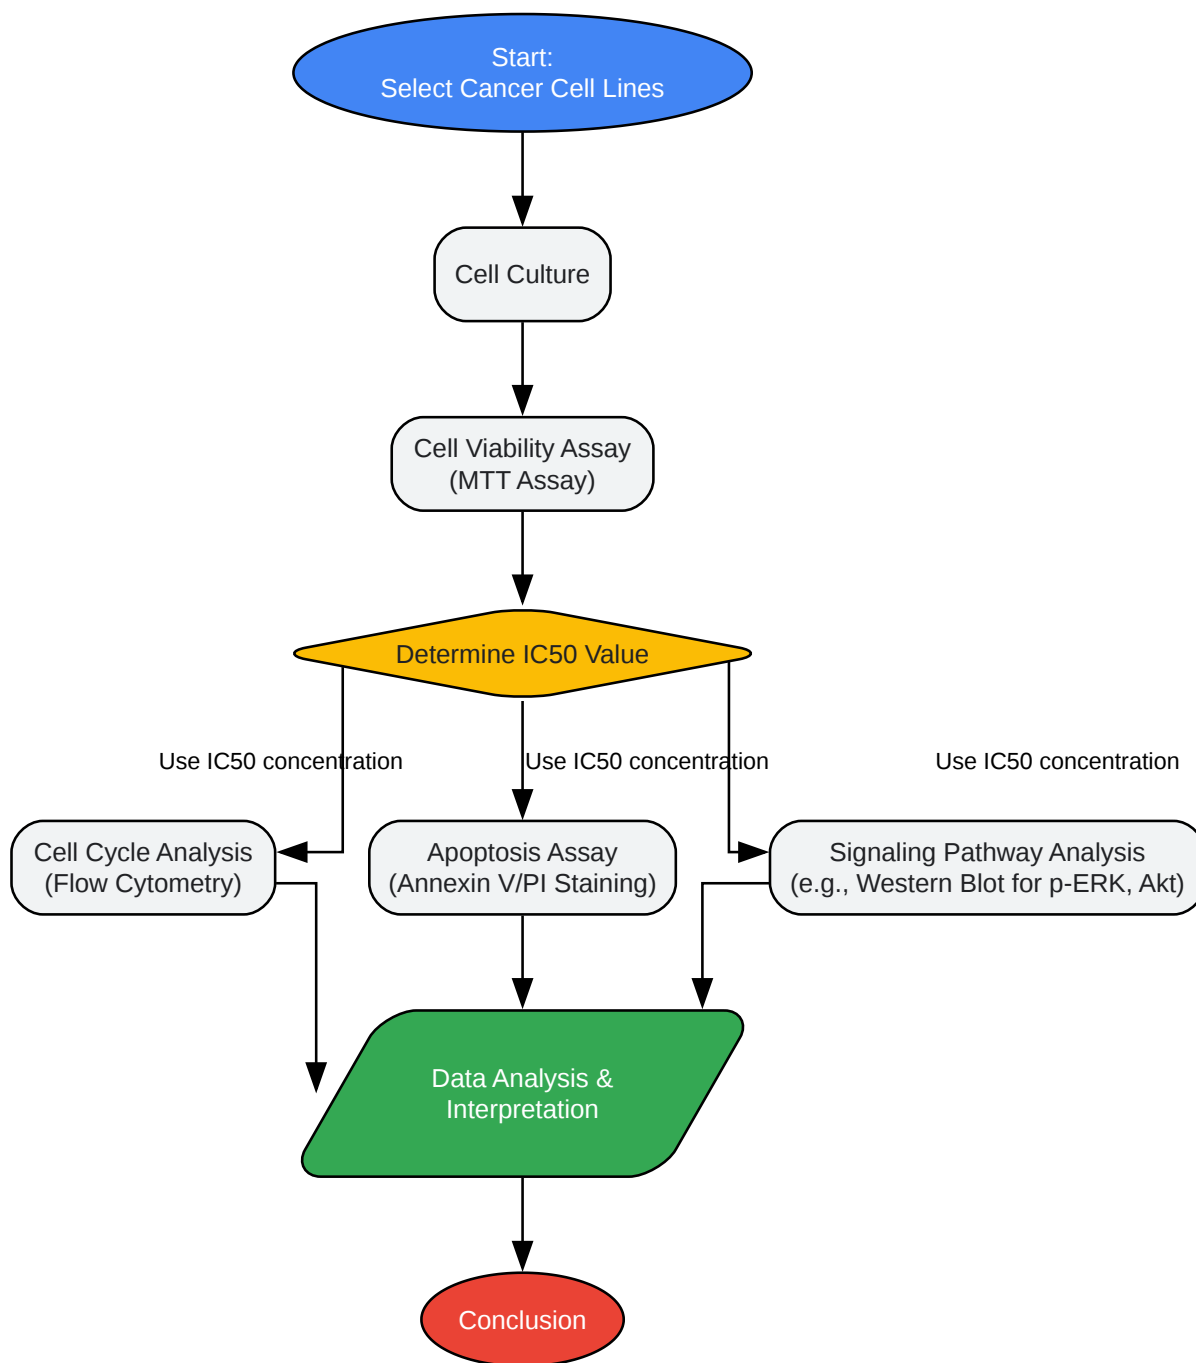 Start:
Select Cancer Cell Lines
Cell Culture
Cell Viability Assay
(MTT Assay)
Determine IC50 Value
Use IC50 concentration
Use IC50 concentration
Use IC50 concentration
Cell Cycle Analysis
(Flow Cytometry)
Apoptosis Assay
(Annexin V/PI Staining)
Signaling Pathway Analysis
(e.g., Western Blot for p-ERK, Akt)
Data Analysis &
Interpretation
Conclusion